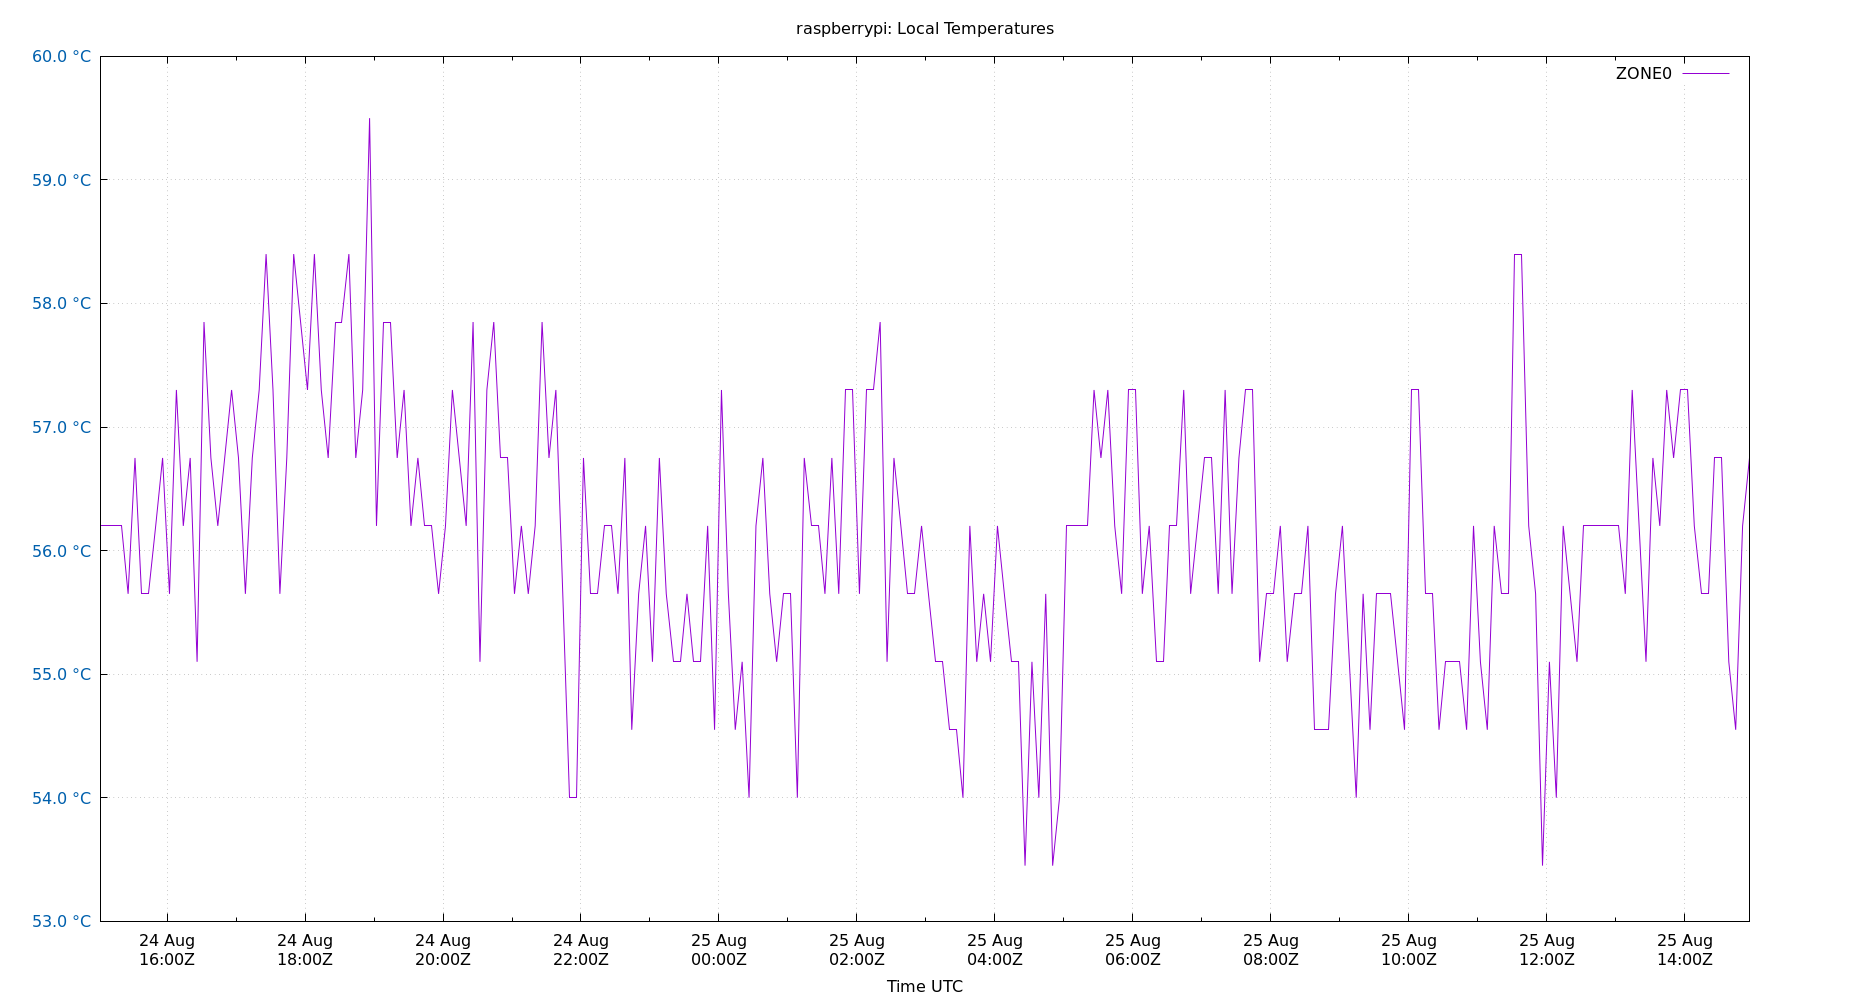 raspberrypi: Local Temperatures
60.0 °C
ZONE0
59.0 °C
58.0 °C
57.0 °C
56.0 °C
55.0 °C
54.0 °C
53.0 °C
24 Aug 24 Aug 24 Aug 24 Aug 25 Aug 25 Aug 25 Aug 25 Aug 25 Aug 25 Aug 25 Aug 25 Aug
16:00Z 18:00Z 20:00Z 22:00Z 00:00Z 02:00Z 04:00Z 06:00Z 08:00Z 10:00Z 12:00Z 14:00Z
Time UTC